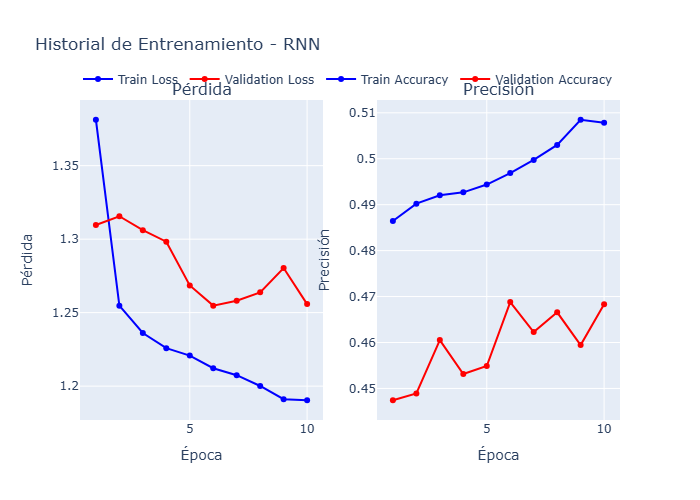 Historial de Entrenamiento - RNN
Train Loss Validation Loss Train Accuracy Validation Accuracy
Pérdida Precisión
Pérdida
1.35
1.3
1.25
1.2
5 10
Época
Precisión
0.51
0.5
0.49
0.48
0.47
0.46
0.45
5 10
Época